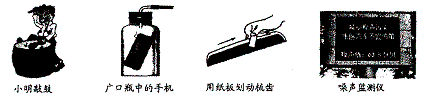 小明敲鼓
广口瓶中的手机
用纸板划动梳齿
噪声监测仪